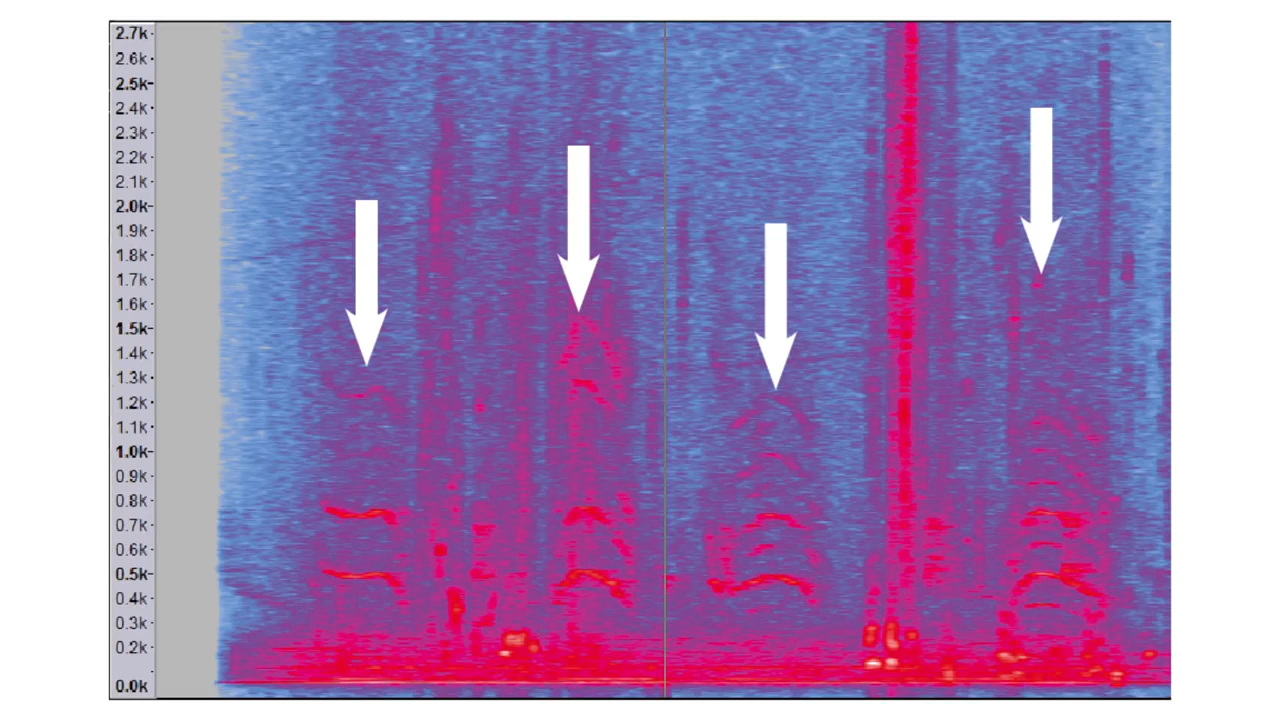 2.7k-
2.6k-
2.5k-
2.4k-
2.3k-
2.2k-
2.1k-
2.0k-
1.9k-
1.8k-
1.7k-
1.6k-
1.5k-
1.4k-
1.3k-
1.2k-
1.1k-
1.0k-
0.9k-
0.8k-
0.7k-
0.6k-
0.5k-
0.4k-
0.3k-
0.2k-
0.0k